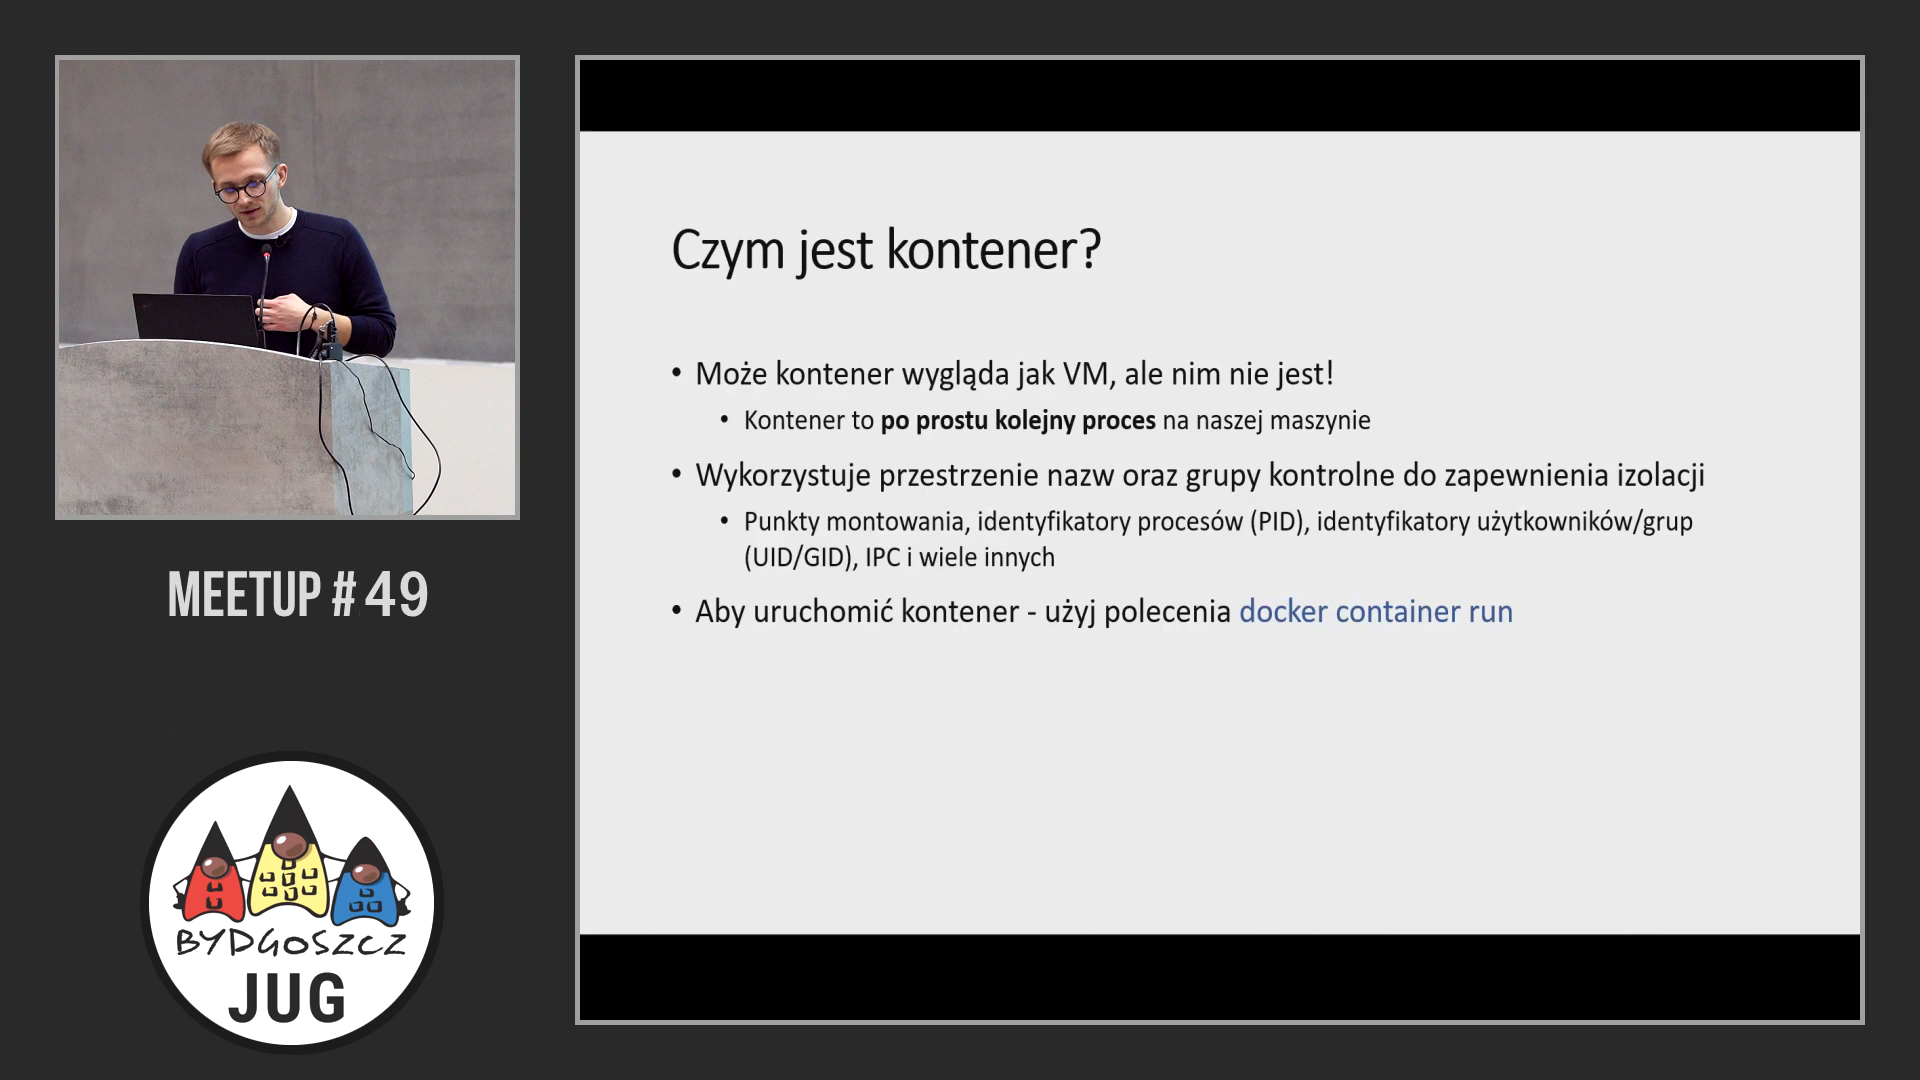 MEETUP # 49
BYDGOSZCZ
JUG
Czym jest kontener?
• Może kontener wygląda jak VM, ale nim nie jest!
• Kontener to po prostu kolejny proces na naszej maszynie
• Wykorzystuje przestrzenie nazw oraz grupy kontrolne do zapewnienia izolacji
• Punkty montowania, identyfikatory procesów (PID), identyfikatory użytkowników/grup
(UID/GID), IPC i wiele innych
• Aby uruchomić kontener - użyj polecenia docker container run